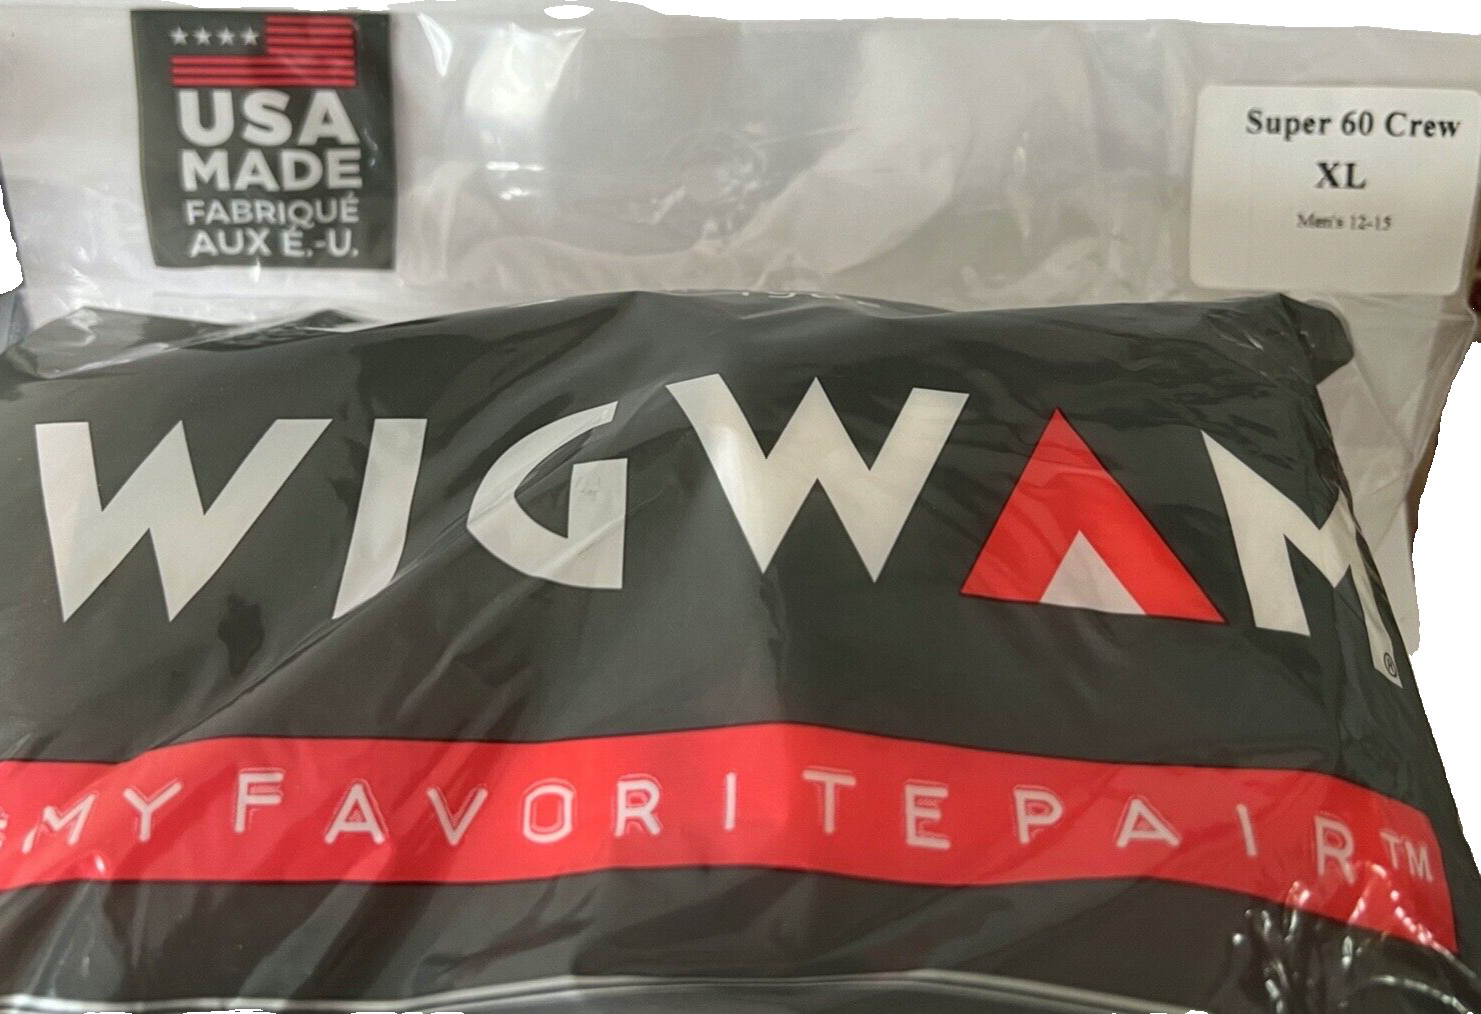 USA
MADE
FABRIQUÉ
AUX É.-U.
Super 60 Crew
XL
Men's 12-15
WIGWAM®
MYFAVORITEPAIR™